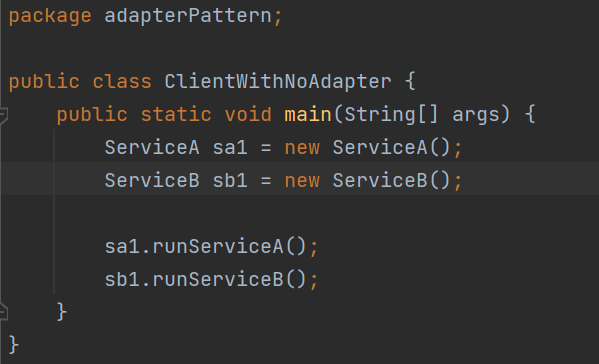 package adapterPattern;
public class ClientWithNoAdapter {
    public static void main(String[] args) {
        ServiceA sa1 = new ServiceA();
        ServiceB sb1 = new ServiceB();
        sa1.runServiceA();
        sb1.runServiceB();
    }
}